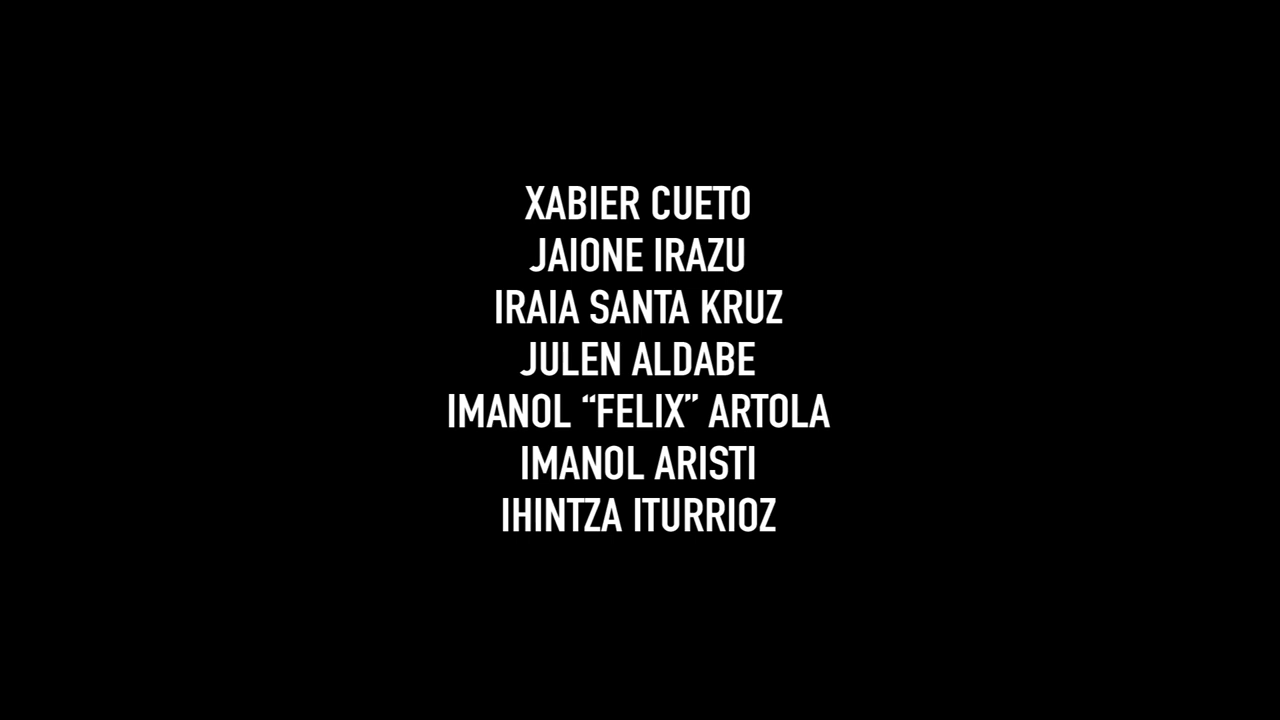 XABIER CUETO
JAIONE IRAZU
IRAIA SANTA KRUZ
JULEN ALDABE
IMANOL “FELIX” ARTOLA
IMANOL ARISTI
IHINTZA ITURRIOZ